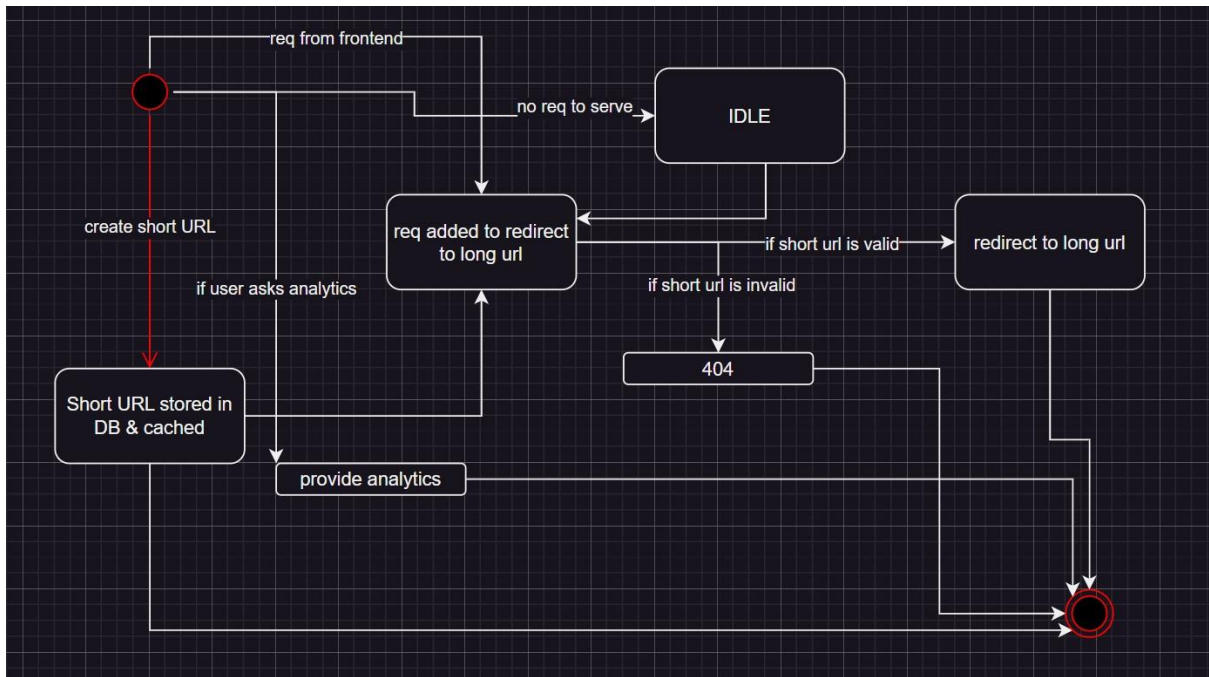 req from frontend
no req to serve
IDLE
create short URL
req added to redirect
to long url
if short url is valid
redirect to long url
if user asks analytics
if short url is invalid
404
Short URL stored in
DB & cached
provide analytics